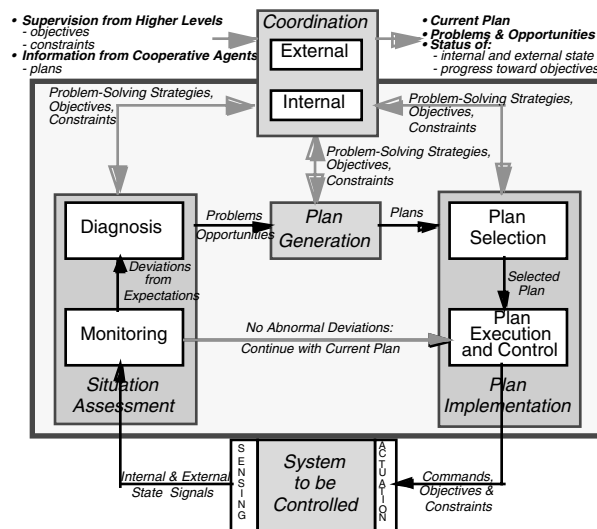 • Supervision from Higher Levels
- objectives
- constraints
• Information from Cooperative Agents
- plans
Coordination
External
Internal
• Current Plan
• Problems & Opportunities
• Status of:
- internal and external state
- progress toward objectives
Problem-Solving Strategies,
Objectives,
Constraints
Problem-Solving Strategies,
Objectives,
Constraints
Problem-Solving Strategies,
Objectives,
Constraints
Diagnosis
Problems
Opportunities
Plan
Generation
Plans
Plan
Selection
Deviations
from
Expectations
Selected
Plan
Monitoring
No Abnormal Deviations:
Continue with Current Plan
Plan
Execution
and Control
Situation
Assessment
Plan
Implementation
SENSING
System
to be
Controlled
ACTUATION
Internal & External
State Signals
Commands,
Objectives &
Constraints